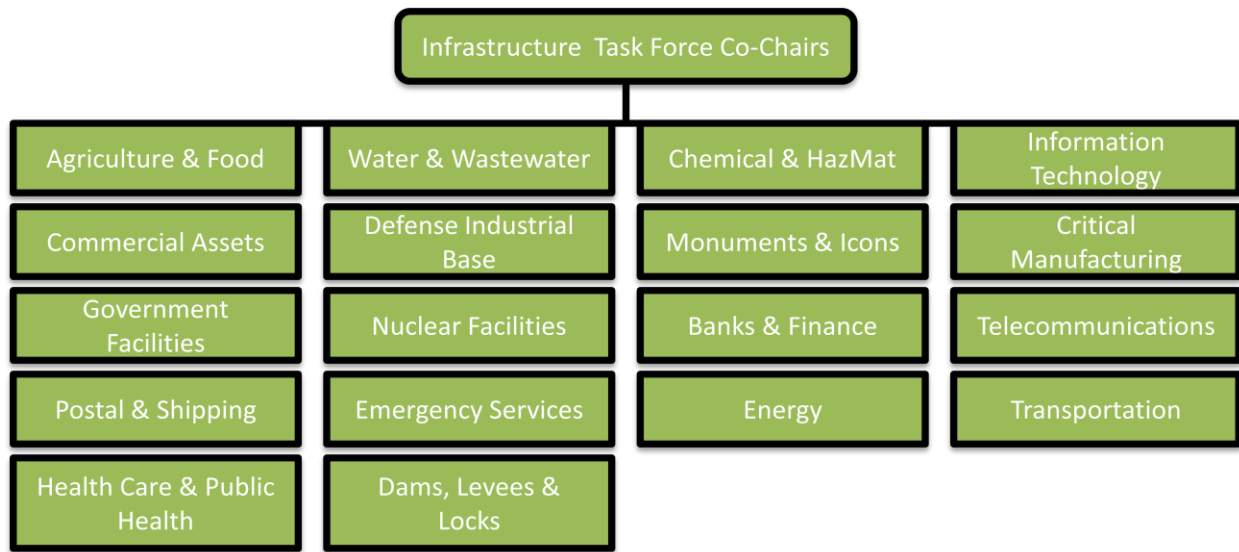 Infrastructure  Task Force Co-Chairs
Agriculture & Food
Water & Wastewater
Chemical & HazMat
Information
Technology
Commercial Assets
Defense Industrial
Base
Monuments & Icons
Critical
Manufacturing
Government
Facilities
Nuclear Facilities
Banks & Finance
Telecommunications
Postal & Shipping
Emergency Services
Energy
Transportation
Health Care & Public
Health
Dams, Levees &
Locks